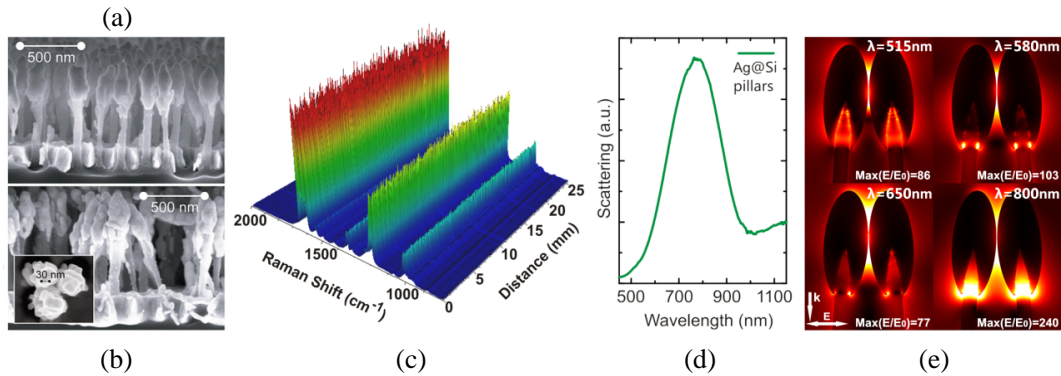 (a)
500 nm
500 nm
30 nm
(b)
2000
1500
1000
Raman Shift (cm⁻¹)
0
5
10
15
20
25
Distance (mm)
(c)
Scattering (a.u.)
Ag@Si
pillars
450 700 900 1100
Wavelength (nm)
(d)
λ=515nm
λ=580nm
Max(E/E₀)=86
Max(E/E₀)=103
λ=650nm
λ=800nm
k
E
Max(E/E₀)=77
Max(E/E₀)=240
(e)